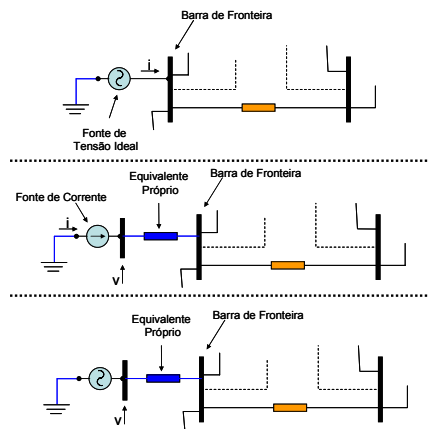 Barra de Fronteira
i
Fonte de
Tensão Ideal
Equivalente
Próprio
Barra de Fronteira
Fonte de Corrente
i
V
Equivalente
Próprio
Barra de Fronteira
V